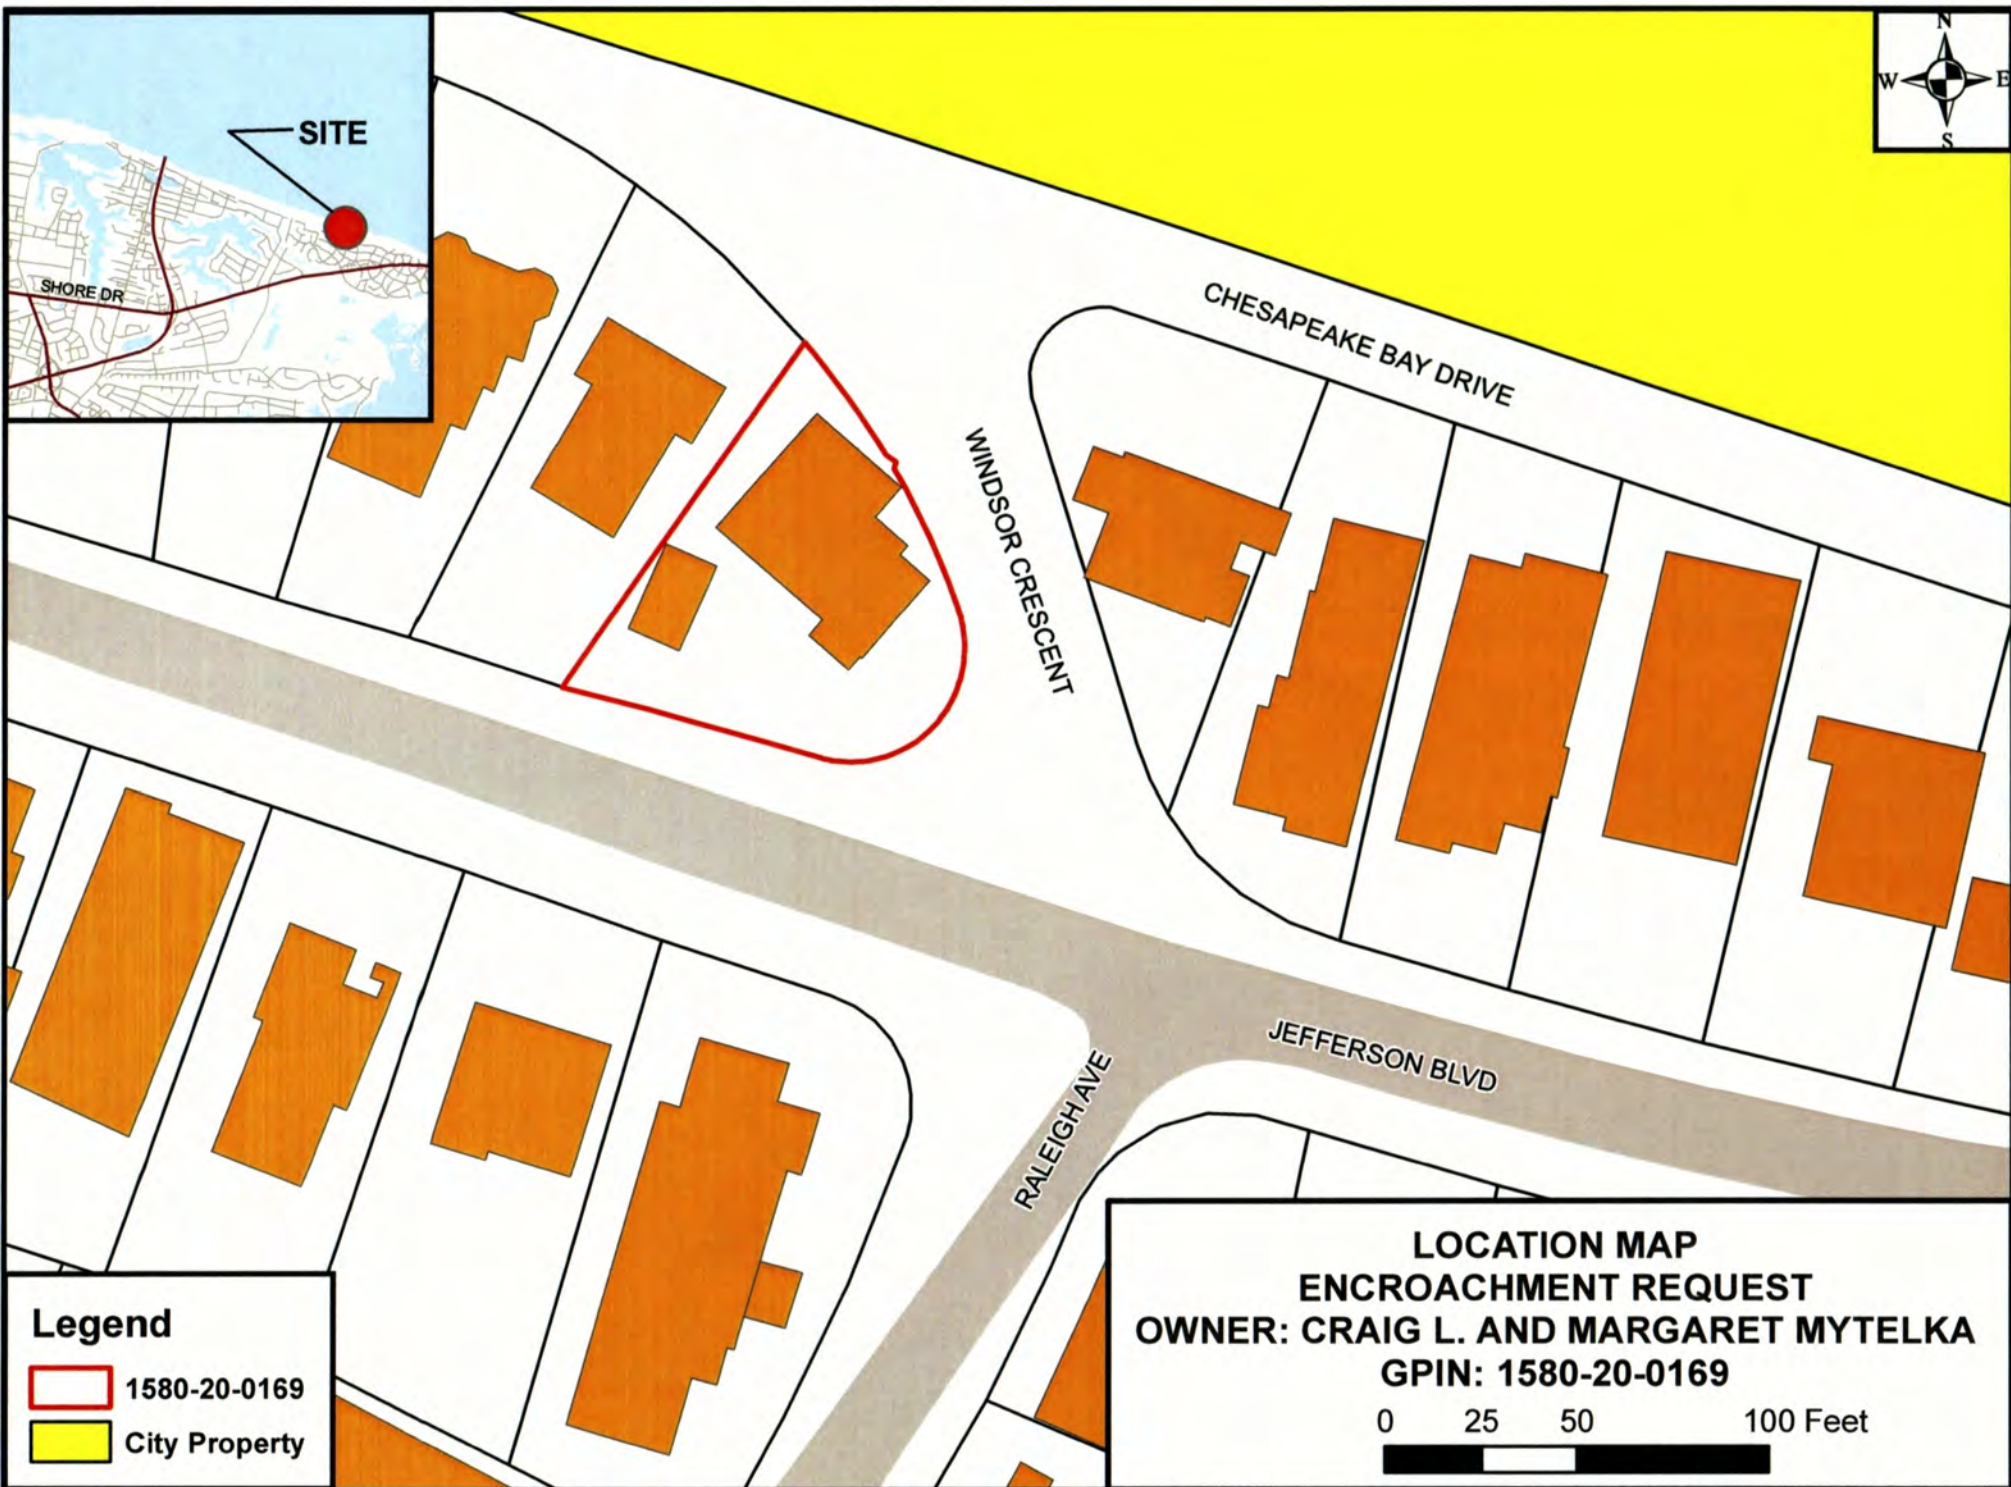 SITE
SHORE DR
N
W E
S
CHESAPEAKE BAY DRIVE
WINDSOR CRESCENT
JEFFERSON BLVD
RALEIGH AVE
Legend
1580-20-0169
City Property
LOCATION MAP
ENCROACHMENT REQUEST
OWNER: CRAIG L. AND MARGARET MYTELKA
GPIN: 1580-20-0169
0 25 50 100 Feet